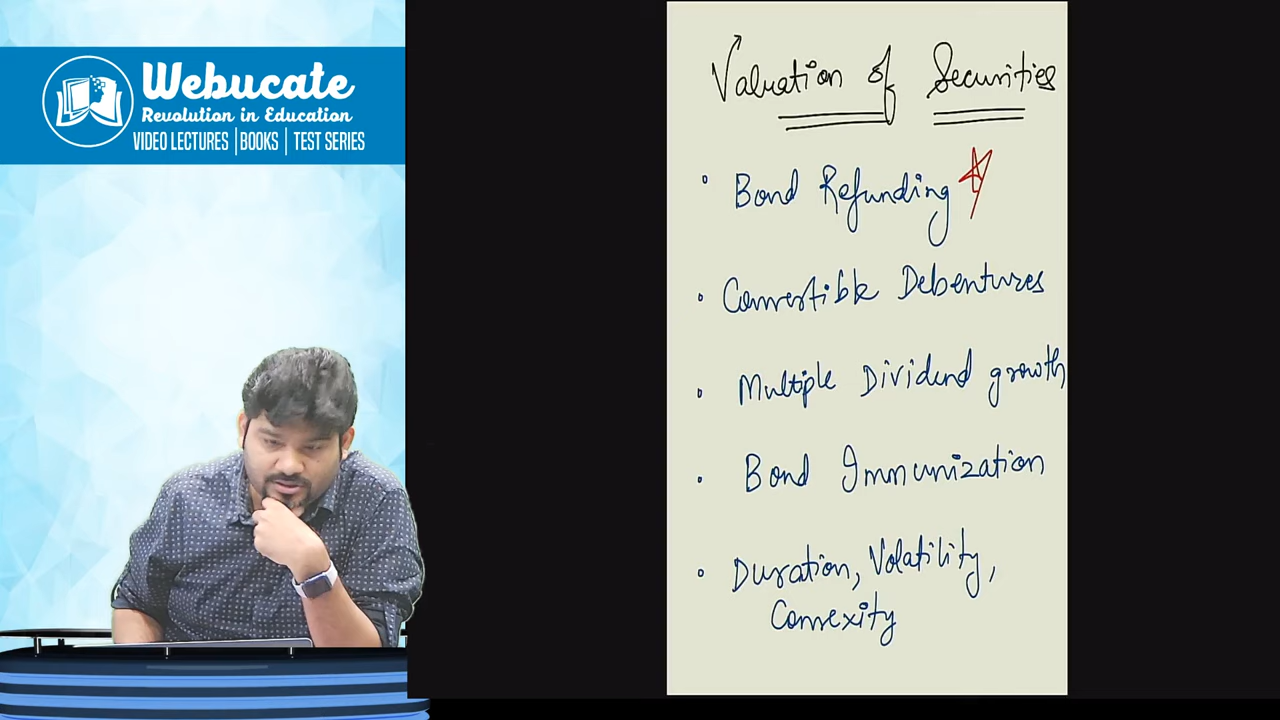 Webucate
Revolution in Education
VIDEO LECTURES | BOOKS | TEST SERIES
Valuation of Securities
• Bond Refunding
• Convertible Debentures
• Multiple Dividend growth
• Bond Immunization
• Duration, Volatility,
Convexity